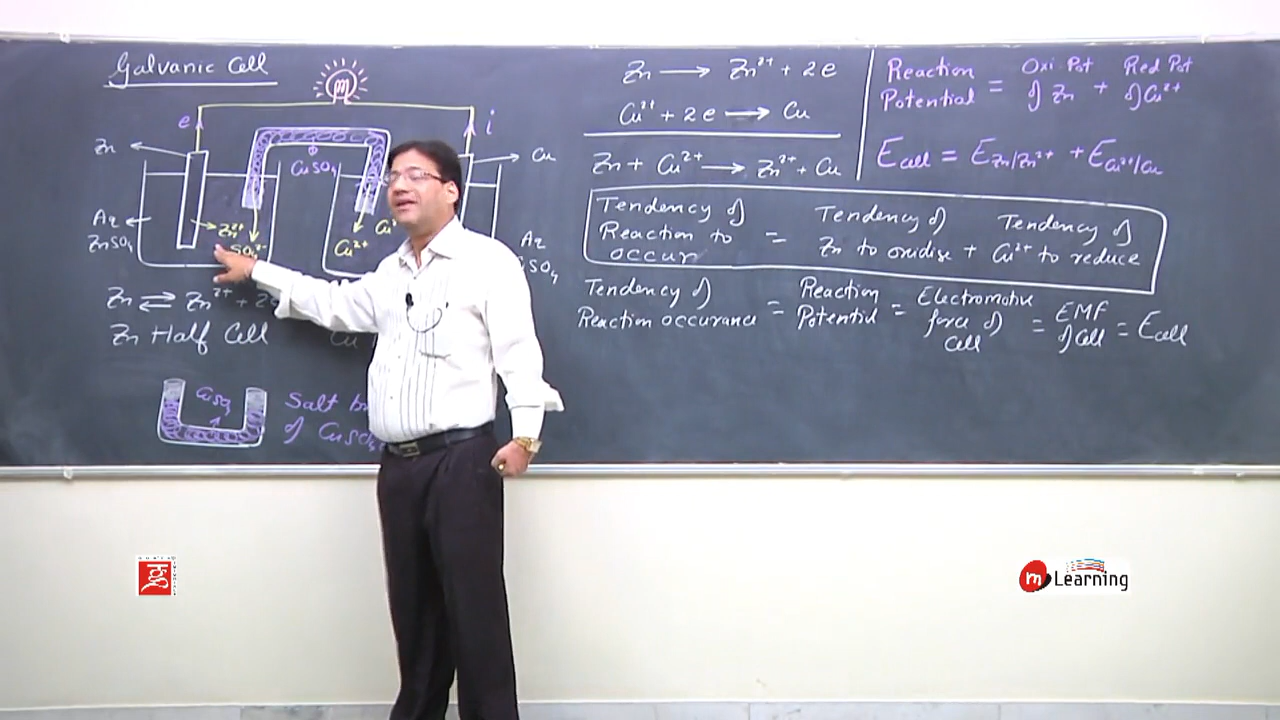 Galvanic Cell
e
i
Zn
CuSO4
Cu
Aq
ZnSO4
Zn2+
SO42-
Cu2+
Aq
SO4
Zn ⇌ Zn2+ + 2e
Zn Half Cell
Cu
CuSO4
Salt
of CuSO4
Zn → Zn2+ + 2e
Cu2+ + 2e → Cu
Zn + Cu2+ → Zn2+ + Cu
Reaction Potential = Oxi Pot of Zn + Red Pot of Cu2+
Ecell = EZn/Zn2+ + ECu2+/Cu
Tendency of Reaction to occur = Tendency of Zn to oxidise + Tendency of Cu2+ to reduce
Tendency of Reaction occurance = Reaction Potential = Electromotive force of Cell = EMF of Cell = Ecell
m Learning